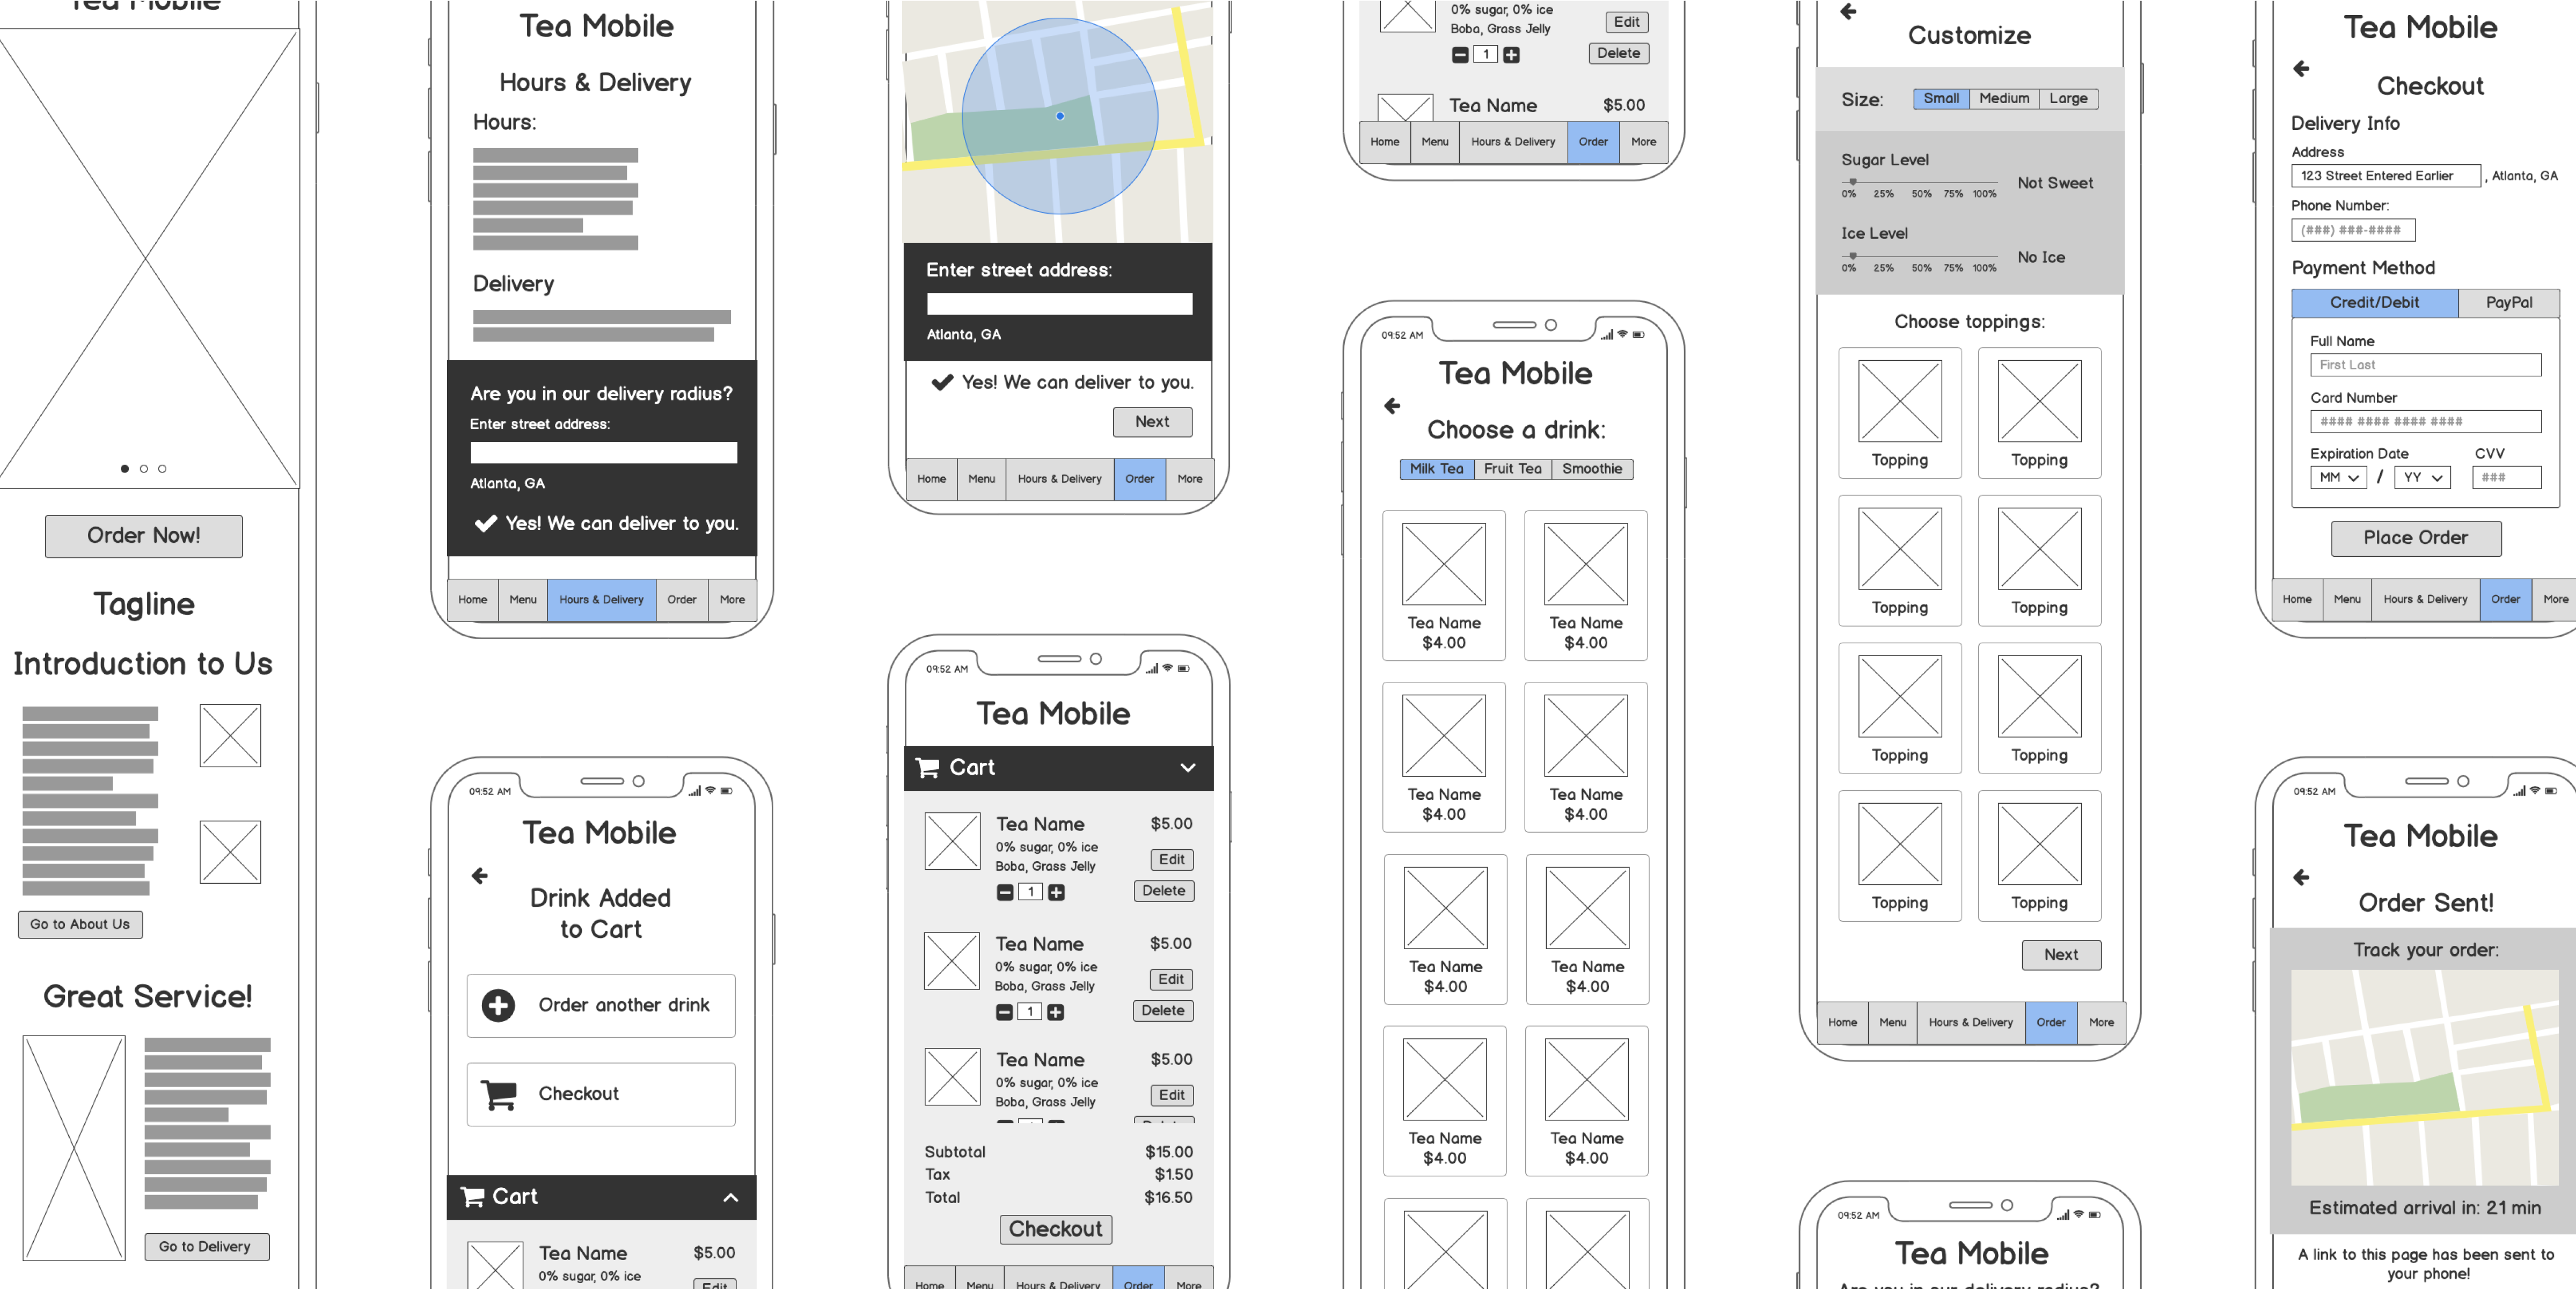 Tea Mobile
Order Now!
Tagline
Introduction to Us
Go to About Us
Great Service!
Go to Delivery
Tea Mobile
Hours & Delivery
Hours:
Delivery
Are you in our delivery radius?
Enter street address:
Atlanta, GA
Yes! We can deliver to you.
Home Menu Hours & Delivery Order More
09:52 AM
Tea Mobile
Drink Added
to Cart
Order another drink
Checkout
Cart
Tea Name $5.00
0% sugar, 0% ice
Edit
Enter street address:
Atlanta, GA
Yes! We can deliver to you.
Next
Home Menu Hours & Delivery Order More
09:52 AM
Tea Mobile
Cart
Tea Name $5.00
0% sugar, 0% ice
Edit
Boba, Grass Jelly
1 Delete
Tea Name $5.00
0% sugar, 0% ice
Edit
Boba, Grass Jelly
1 Delete
Tea Name $5.00
0% sugar, 0% ice
Edit
Boba, Grass Jelly
Subtotal $15.00
Tax $1.50
Total $16.50
Checkout
Home Menu Hours & Delivery Order More
0% sugar, 0% ice
Edit
Boba, Grass Jelly
1 Delete
Tea Name $5.00
Home Menu Hours & Delivery Order More
09:52 AM
Tea Mobile
Choose a drink:
Milk Tea Fruit Tea Smoothie
Tea Name Tea Name
$4.00 $4.00
Tea Name Tea Name
$4.00 $4.00
Tea Name Tea Name
$4.00 $4.00
Tea Name Tea Name
$4.00 $4.00
Customize
Size: Small Medium Large
Sugar Level
Not Sweet
0% 25% 50% 75% 100%
Ice Level
No Ice
0% 25% 50% 75% 100%
Choose toppings:
Topping Topping
Topping Topping
Topping Topping
Topping Topping
Next
Home Menu Hours & Delivery Order More
09:52 AM
Tea Mobile
Are you in our delivery radius?
Tea Mobile
Checkout
Delivery Info
Address
123 Street Entered Earlier , Atlanta, GA
Phone Number:
(###) ###-####
Payment Method
Credit/Debit PayPal
Full Name
First Last
Card Number
#### #### #### ####
Expiration Date CVV
MM / YY ###
Place Order
Home Menu Hours & Delivery Order More
09:52 AM
Tea Mobile
Order Sent!
Track your order:
Estimated arrival in: 21 min
A link to this page has been sent to
your phone!